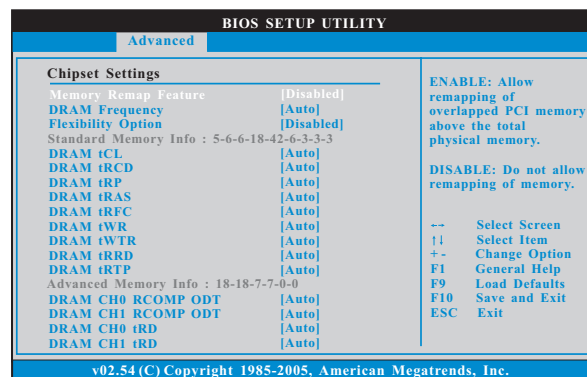 BIOS SETUP UTILITY
Advanced
Chipset Settings
Memory Remap Feature [Disabled]
DRAM Frequency [Auto]
Flexibility Option [Disabled]
Standard Memory Info : 5-6-6-18-42-6-3-3-3
DRAM tCL [Auto]
DRAM tRCD [Auto]
DRAM tRP [Auto]
DRAM tRAS [Auto]
DRAM tRFC [Auto]
DRAM tWR [Auto]
DRAM tWTR [Auto]
DRAM tRRD [Auto]
DRAM tRTP [Auto]
Advanced Memory Info : 18-18-7-7-0-0
DRAM CH0 RCOMP ODT [Auto]
DRAM CH1 RCOMP ODT [Auto]
DRAM CH0 tRD [Auto]
DRAM CH1 tRD [Auto]
ENABLE: Allow
remapping of
overlapped PCI memory
above the total
physical memory.
DISABLE: Do not allow
remapping of memory.
←→ Select Screen
↑↓ Select Item
+ - Change Option
F1 General Help
F9 Load Defaults
F10 Save and Exit
ESC Exit
v02.54 (C) Copyright 1985-2005, American Megatrends, Inc.